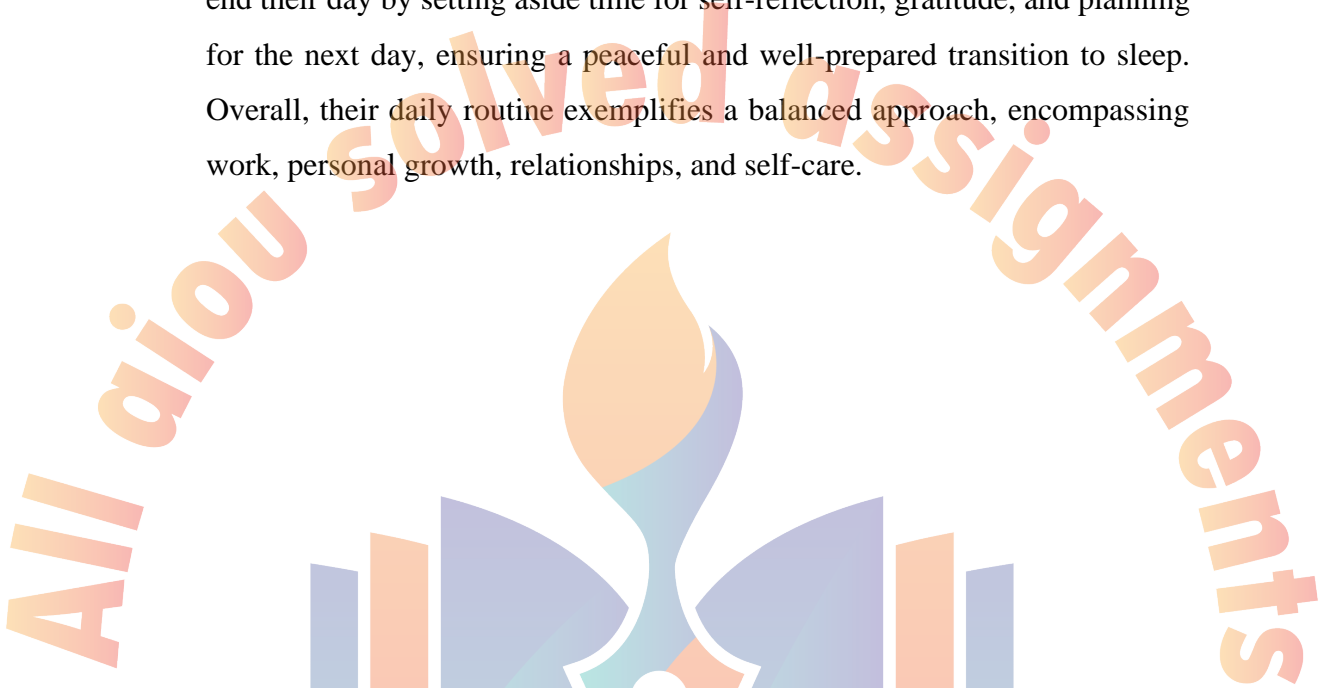 end their day by setting aside time for self-reflection, gratitude, and planning
for the next day, ensuring a peaceful and well-prepared transition to sleep.
Overall, their daily routine exemplifies a balanced approach, encompassing
work, personal growth, relationships, and self-care.
All aiou solved assignments